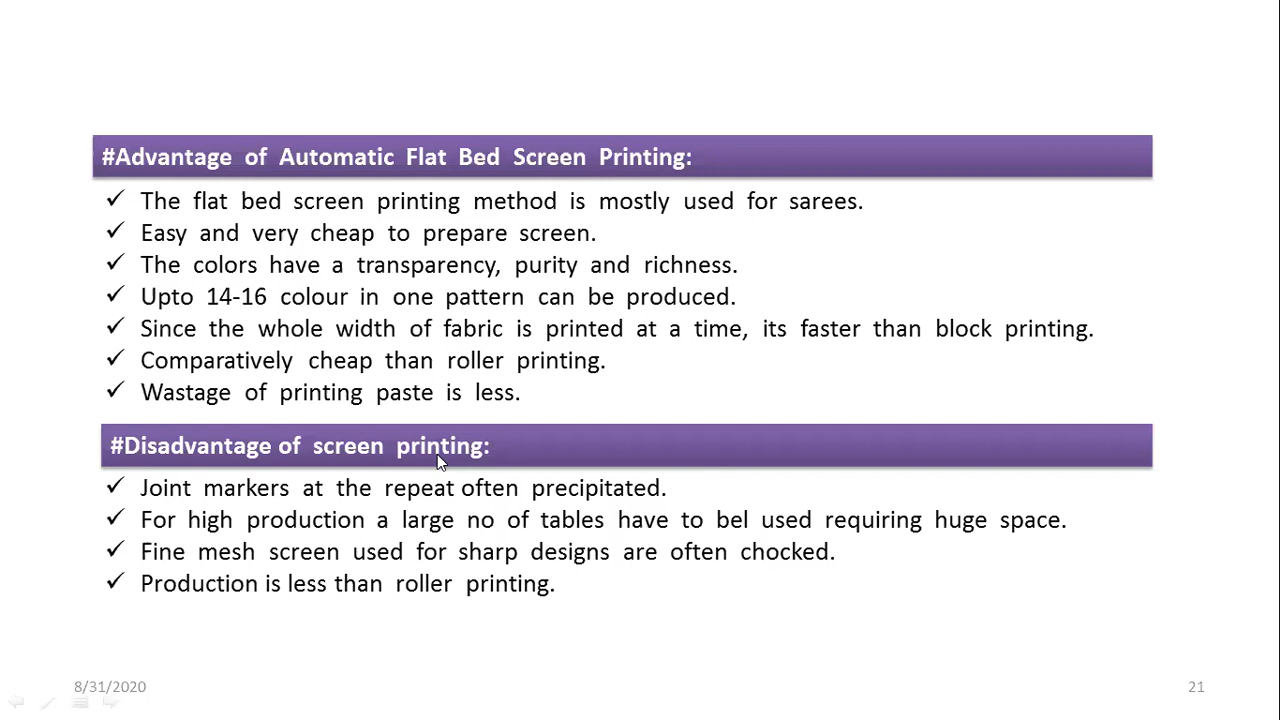 #Advantage of Automatic Flat Bed Screen Printing:
✓ The flat bed screen printing method is mostly used for sarees.
✓ Easy and very cheap to prepare screen.
✓ The colors have a transparency, purity and richness.
✓ Upto 14-16 colour in one pattern can be produced.
✓ Since the whole width of fabric is printed at a time, its faster than block printing.
✓ Comparatively cheap than roller printing.
✓ Wastage of printing paste is less.
#Disadvantage of screen printing:
✓ Joint markers at the repeat often precipitated.
✓ For high production a large no of tables have to bel used requiring huge space.
✓ Fine mesh screen used for sharp designs are often chocked.
✓ Production is less than roller printing.
8/31/2020
21